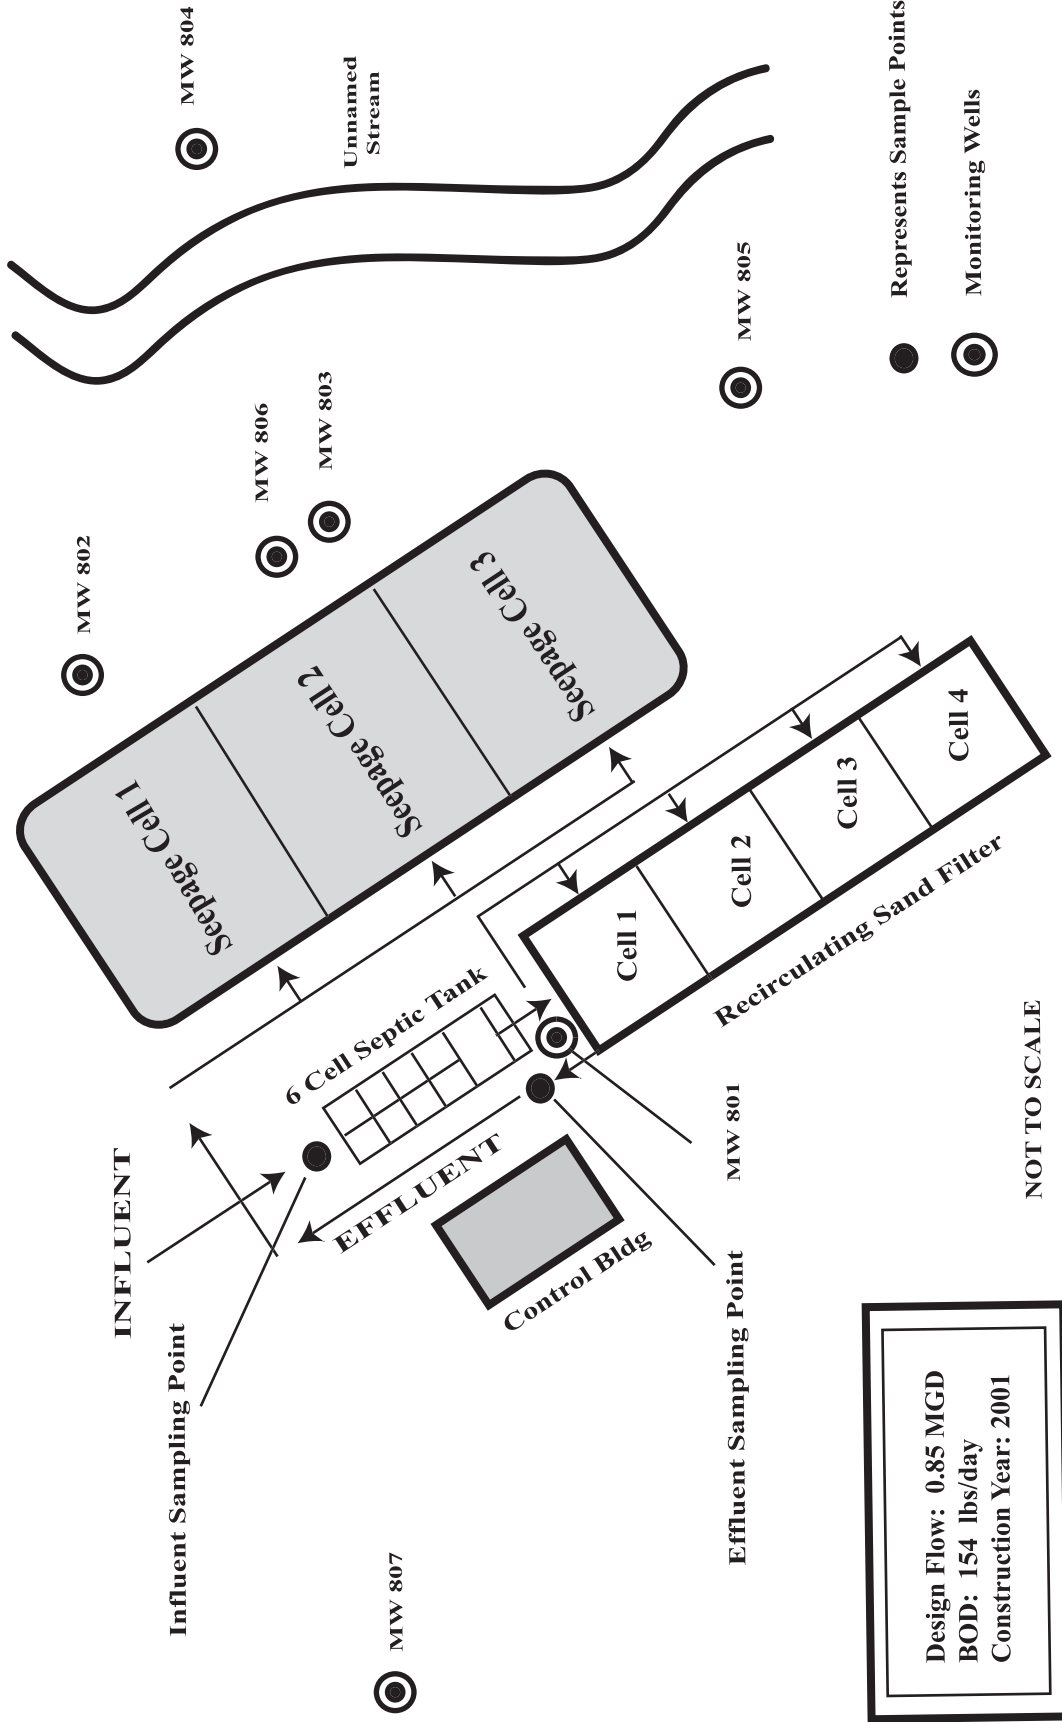 MW 804
Unnamed
Stream
MW 802
MW 806
MW 803
MW 805
Represents Sample Points
Monitoring Wells
Seepage Cell 1
Seepage Cell 2
Seepage Cell 3
INFLUENT
Influent Sampling Point
6 Cell Septic Tank
EFFLUENT
Control Bldg
Cell 1
Cell 2
Cell 3
Cell 4
Recirculating Sand Filter
MW 801
Effluent Sampling Point
MW 807
NOT TO SCALE
Design Flow: 0.85 MGD
BOD: 154 lbs/day
Construction Year: 2001